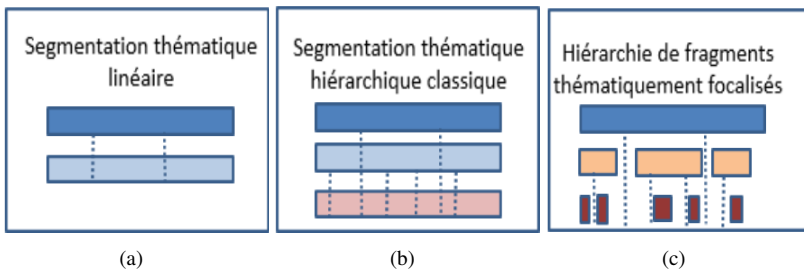 Segmentation thématique
linéaire
Segmentation thématique
hiérarchique classique
Hiérarchie de fragments
thématiquement focalisés
(a)
(b)
(c)